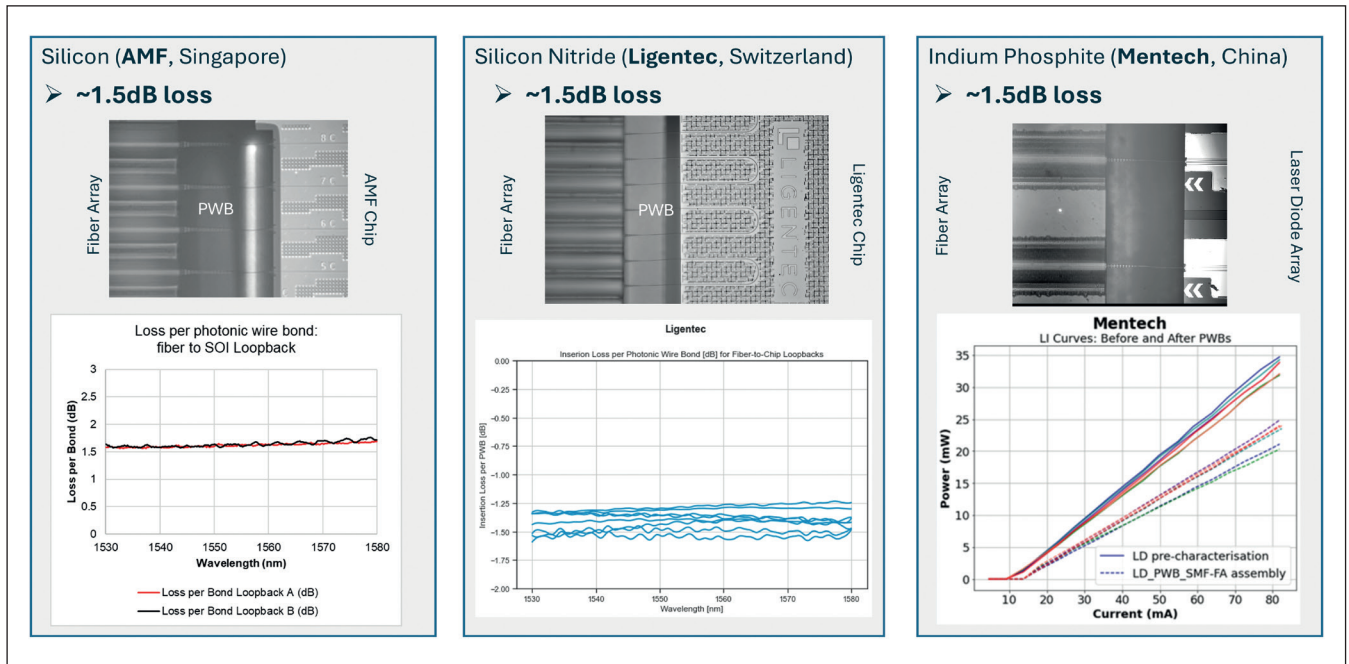 Silicon (AMF, Singapore)
➢ ~1.5dB loss
Fiber Array
PWB
8 C
7 C
6 C
5 C
AMF Chip
Loss per photonic wire bond:
fiber to SOI Loopback
Loss per Bond (dB)
3
2.5
2
1.5
1
0.5
0
1530
1540
1550
1560
1570
1580
Wavelength (nm)
Loss per Bond Loopback A (dB)
Loss per Bond Loopback B (dB)
Silicon Nitride (Ligentec, Switzerland)
➢ ~1.5dB loss
Fiber Array
PWB
LIGENTEC
Ligentec Chip
Ligentec
Inserion Loss per Photonic Wire Bond [dB] for Fiber-to-Chip Loopbacks
Insertion Loss per PWB [dB]
0.00
−0.25
−0.50
−0.75
−1.00
−1.25
−1.50
−1.75
−2.00
1530
1540
1550
1560
1570
1580
Wavelength [nm]
Indium Phosphite (Mentech, China)
➢ ~1.5dB loss
Fiber Array
Laser Diode Array
Mentech
LI Curves: Before and After PWBs
Power (mW)
35
30
25
20
15
10
5
0
10
20
30
40
50
60
70
80
Current (mA)
LD pre-characterisation
LD_PWB_SMF-FA assembly